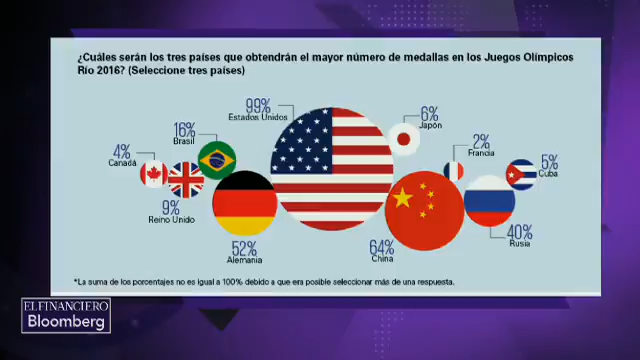 ¿Cuáles serán los tres países que obtendrán el mayor número de medallas en los Juegos Olímpicos
Río 2016? (Seleccione tres países)
99%
Estados Unidos
6%
Japón
16%
Brasil
2%
Francia
4%
Canadá
5%
Cuba
9%
Reino Unido
40%
Rusia
52%
Alemania
64%
China
*La suma de los porcentajes no es igual a 100% debido a que era posible seleccionar más de una respuesta.
EL FINANCIERO
Bloomberg